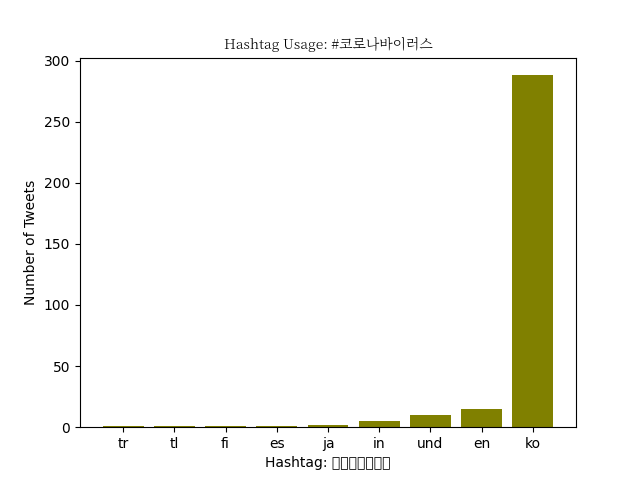 Hashtag Usage: #코로나바이러스
300
250
200
150
100
50
0
Number of Tweets
tr tl fi es ja in und en ko
Hashtag: